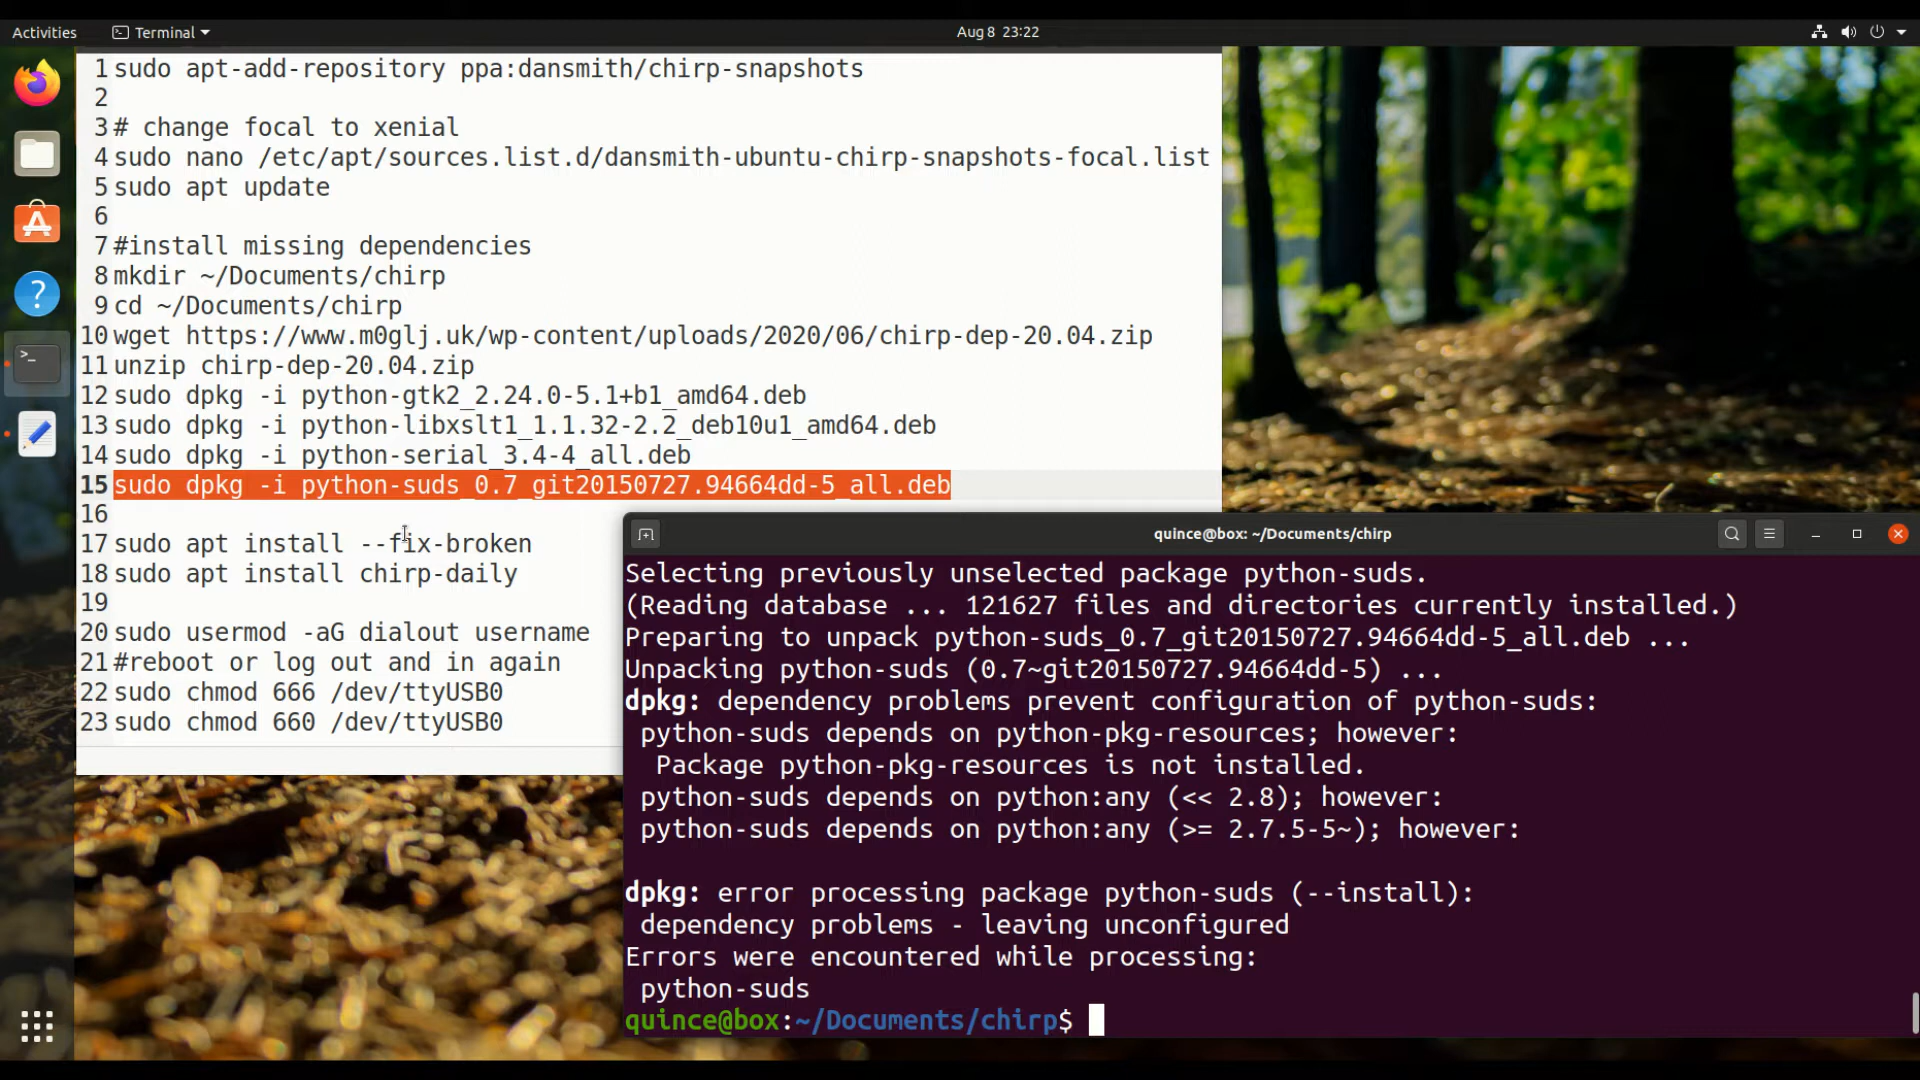 Activities
Terminal
Aug 8 23:22
1 sudo apt-add-repository ppa:dansmith/chirp-snapshots
2
3 # change focal to xenial
4 sudo nano /etc/apt/sources.list.d/dansmith-ubuntu-chirp-snapshots-focal.list
5 sudo apt update
6
7 #install missing dependencies
8 mkdir ~/Documents/chirp
9 cd ~/Documents/chirp
10 wget https://www.m0glj.uk/wp-content/uploads/2020/06/chirp-dep-20.04.zip
11 unzip chirp-dep-20.04.zip
12 sudo dpkg -i python-gtk2_2.24.0-5.1+b1_amd64.deb
13 sudo dpkg -i python-libxslt1_1.1.32-2.2_deb10u1_amd64.deb
14 sudo dpkg -i python-serial_3.4-4_all.deb
15 sudo dpkg -i python-suds_0.7_git20150727.94664dd-5_all.deb
16
17 sudo apt install --fix-broken
18 sudo apt install chirp-daily
19
20 sudo usermod -aG dialout username
21 #reboot or log out and in again
22 sudo chmod 666 /dev/ttyUSB0
23 sudo chmod 660 /dev/ttyUSB0
quince@box: ~/Documents/chirp
Selecting previously unselected package python-suds.
(Reading database ... 121627 files and directories currently installed.)
Preparing to unpack python-suds_0.7_git20150727.94664dd-5_all.deb ...
Unpacking python-suds (0.7~git20150727.94664dd-5) ...
dpkg: dependency problems prevent configuration of python-suds:
 python-suds depends on python-pkg-resources; however:
  Package python-pkg-resources is not installed.
 python-suds depends on python:any (<< 2.8); however:
 python-suds depends on python:any (>= 2.7.5-5~); however:
dpkg: error processing package python-suds (--install):
 dependency problems - leaving unconfigured
Errors were encountered while processing:
 python-suds
quince@box:~/Documents/chirp$